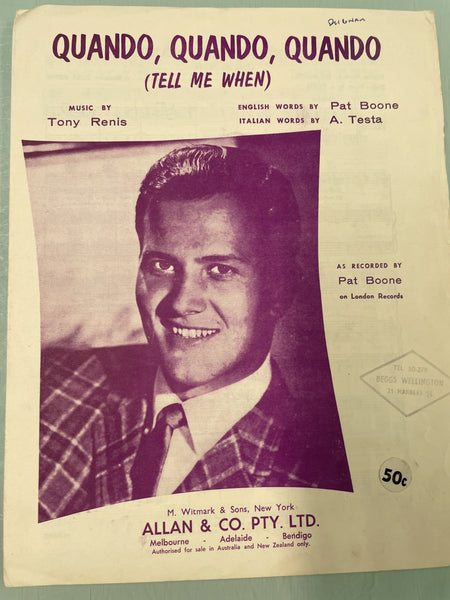 QUANDO, QUANDO, QUANDO
(TELL ME WHEN)
MUSIC BY
Tony Renis
ENGLISH WORDS BY Pat Boone
ITALIAN WORDS BY A. Testa
AS RECORDED BY
Pat Boone
on London Records
BEGGS WELLINGTON
50c
M. Witmark & Sons, New York
ALLAN & CO. PTY. LTD.
Melbourne - Adelaide - Bendigo
Authorised for sale in Australia and New Zealand only.